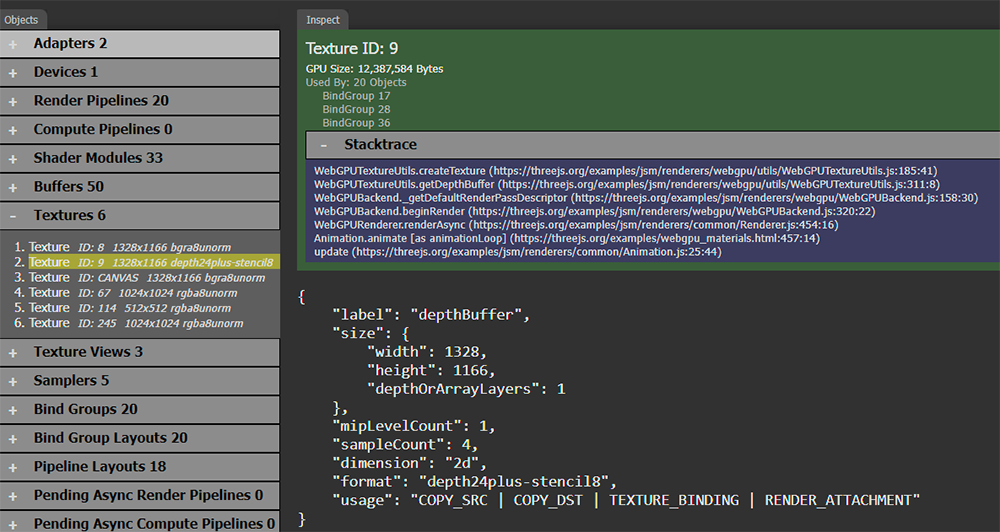 Objects
+ Adapters 2
+ Devices 1
+ Render Pipelines 20
+ Compute Pipelines 0
+ Shader Modules 33
+ Buffers 50
- Textures 6
1. Texture ID: 8 1328x1166 bgra8unorm
2. Texture ID: 9 1328x1166 depth24plus-stencil8
3. Texture ID: CANVAS 1328x1166 bgra8unorm
4. Texture ID: 67 1024x1024 rgba8unorm
5. Texture ID: 114 512x512 rgba8unorm
6. Texture ID: 245 1024x1024 rgba8unorm
+ Texture Views 3
+ Samplers 5
+ Bind Groups 20
+ Bind Group Layouts 20
+ Pipeline Layouts 18
+ Pending Async Render Pipelines 0
+ Pending Async Compute Pipelines 0
Inspect
Texture ID: 9
GPU Size: 12,387,584 Bytes
Used By: 20 Objects
BindGroup 17
BindGroup 28
BindGroup 36
- Stacktrace
WebGPUTextureUtils.createTexture (https://threejs.org/examples/jsm/renderers/webgpu/utils/WebGPUTextureUtils.js:185:41)
WebGPUTextureUtils.getDepthBuffer (https://threejs.org/examples/jsm/renderers/webgpu/utils/WebGPUTextureUtils.js:311:8)
WebGPUBackend._getDefaultRenderPassDescriptor (https://threejs.org/examples/jsm/renderers/webgpu/WebGPUBackend.js:158:30)
WebGPUBackend.beginRender (https://threejs.org/examples/jsm/renderers/webgpu/WebGPUBackend.js:320:22)
WebGPURenderer.renderAsync (https://threejs.org/examples/jsm/renderers/common/Renderer.js:454:16)
Animation.animate [as animationLoop] (https://threejs.org/examples/webgpu_materials.html:457:14)
update (https://threejs.org/examples/jsm/renderers/common/Animation.js:25:44)
{
"label": "depthBuffer",
"size": {
"width": 1328,
"height": 1166,
"depthOrArrayLayers": 1
},
"mipLevelCount": 1,
"sampleCount": 4,
"dimension": "2d",
"format": "depth24plus-stencil8",
"usage": "COPY_SRC | COPY_DST | TEXTURE_BINDING | RENDER_ATTACHMENT"
}